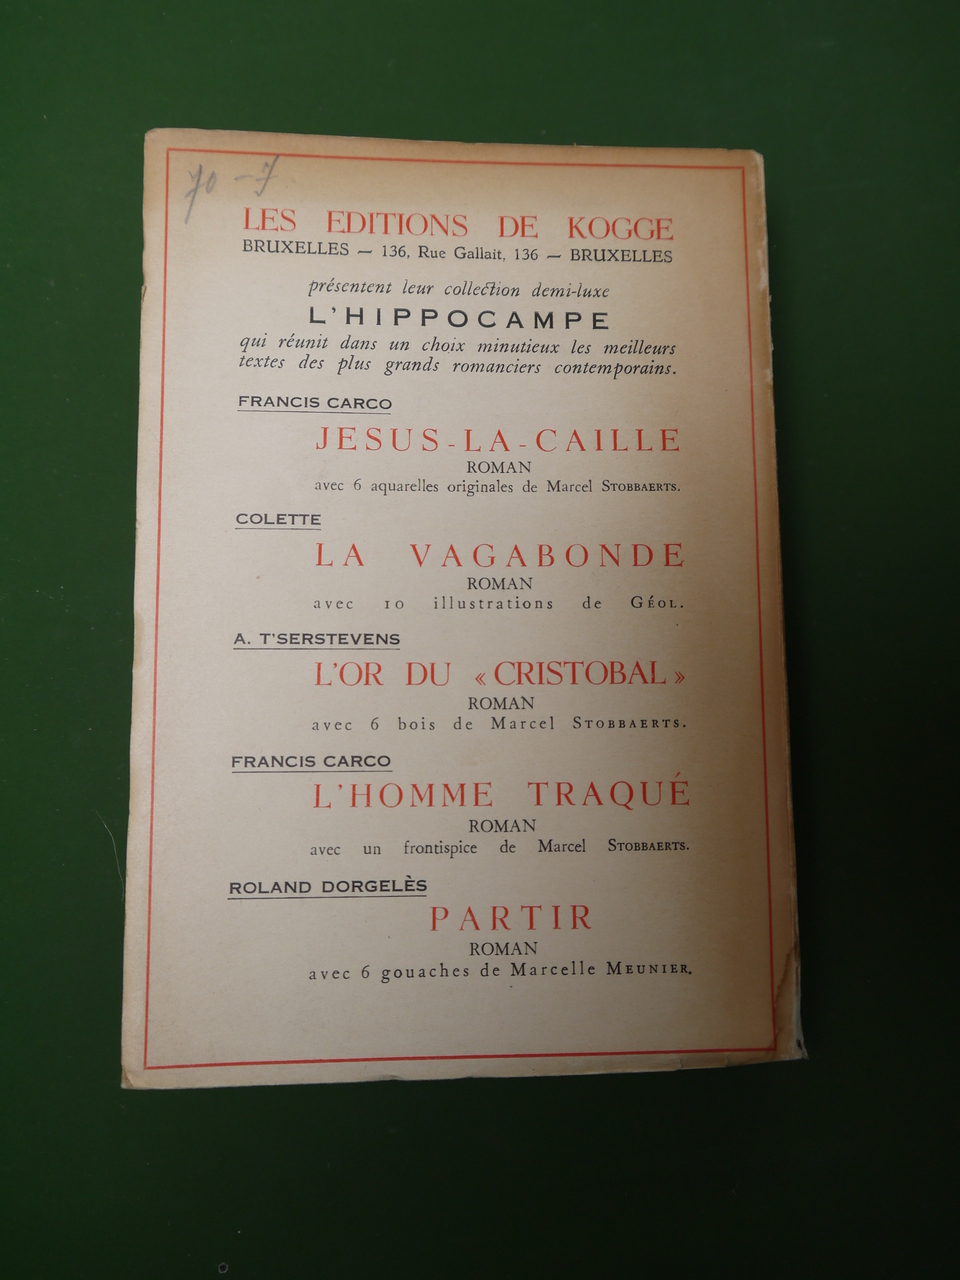 70 - 7
LES EDITIONS DE KOGGE
BRUXELLES — 136, Rue Gallait, 136 — BRUXELLES
présentent leur collection demi-luxe
L'HIPPOCAMPE
qui réunit dans un choix minutieux les meilleurs
textes des plus grands romanciers contemporains.
FRANCIS CARCO
JESUS-LA-CAILLE
ROMAN
avec 6 aquarelles originales de Marcel STOBBAERTS.
COLETTE
LA VAGABONDE
ROMAN
avec 10 illustrations de GÉOL.
A. T'SERSTEVENS
L'OR DU « CRISTOBAL »
ROMAN
avec 6 bois de Marcel STOBBAERTS.
FRANCIS CARCO
L'HOMME TRAQUÉ
ROMAN
avec un frontispice de Marcel STOBBAERTS.
ROLAND DORGELÈS
PARTIR
ROMAN
avec 6 gouaches de Marcelle MEUNIER.